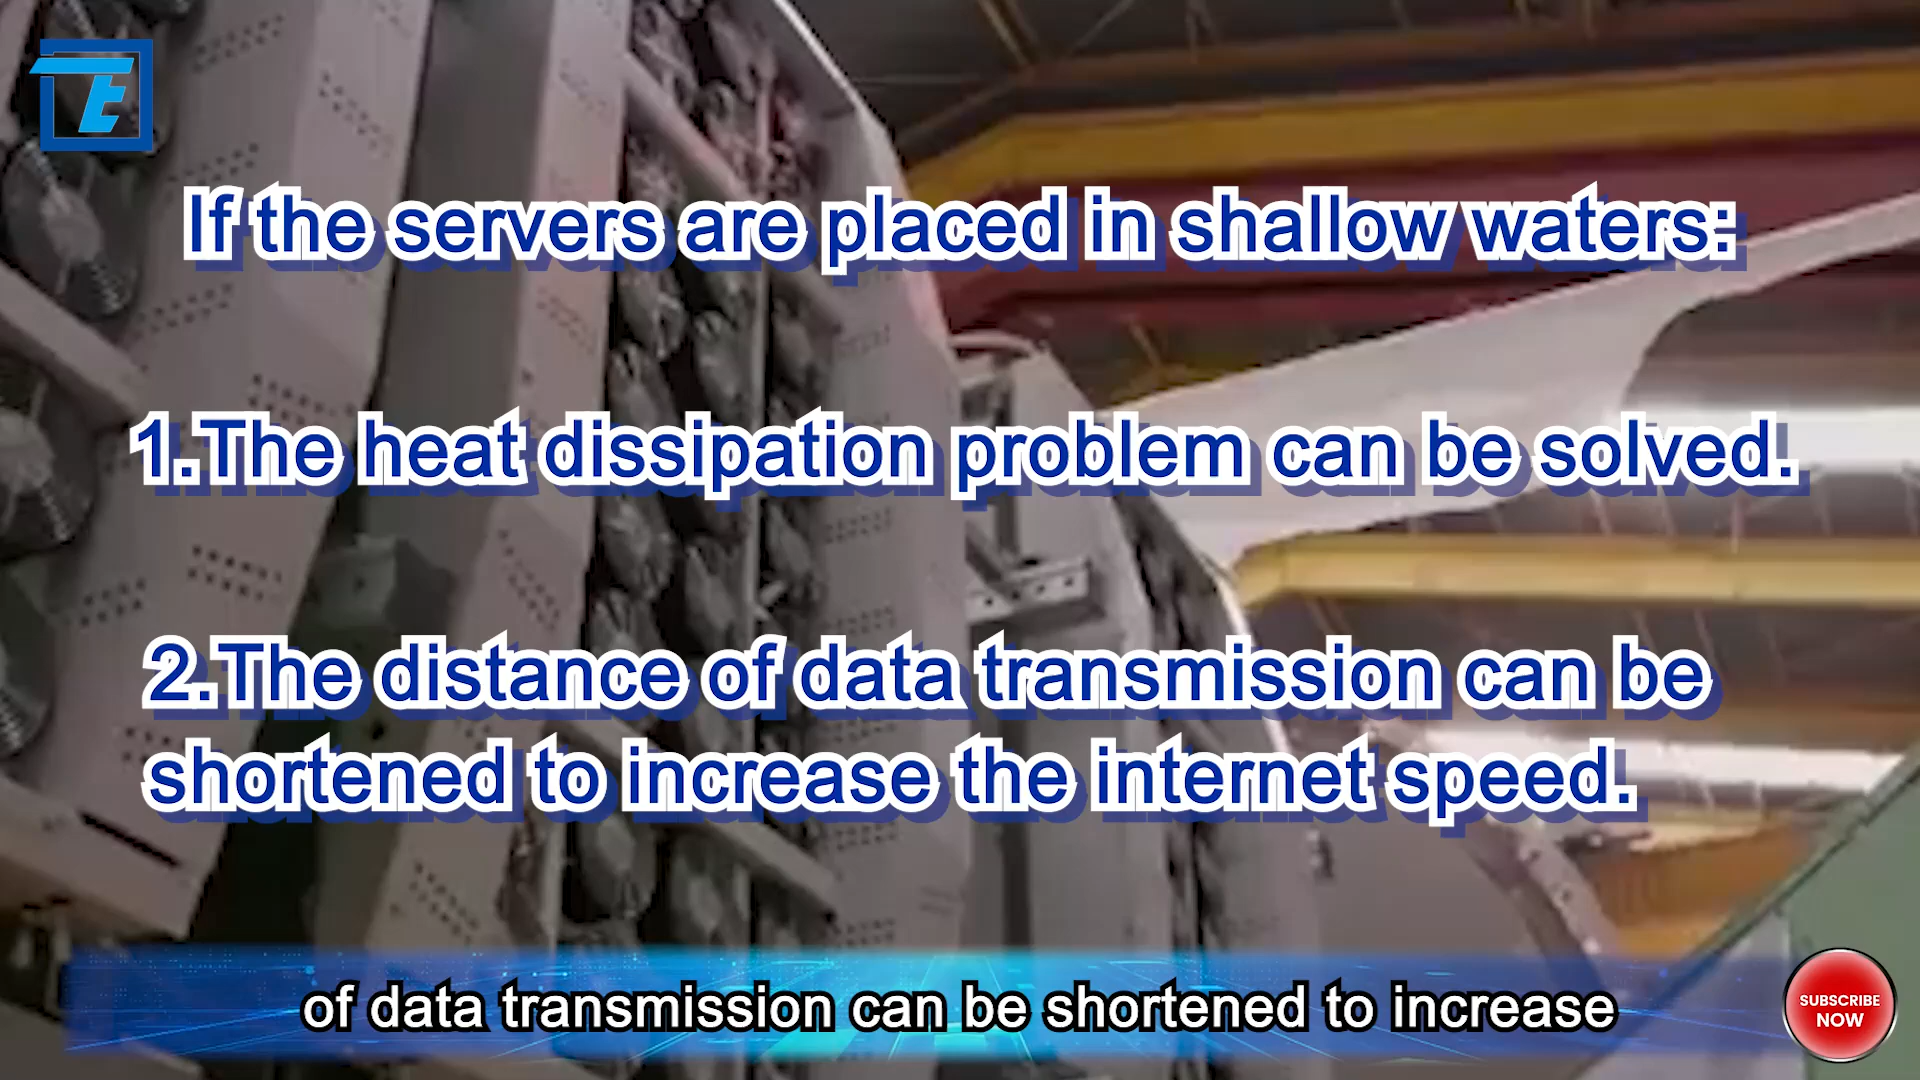 If the servers are placed in shallow waters:
1.The heat dissipation problem can be solved.
2.The distance of data transmission can be
shortened to increase the internet speed.
of data transmission can be shortened to increase
SUBSCRIBE
NOW